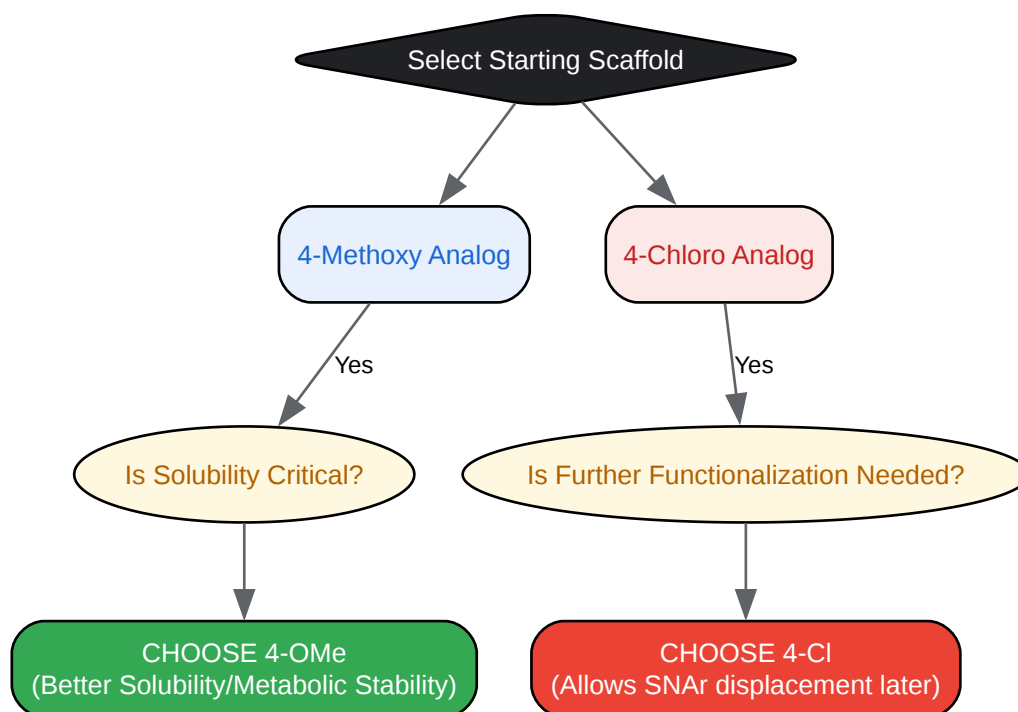 Select Starting Scaffold
4-Methoxy Analog
4-Chloro Analog
Yes
Yes
Is Solubility Critical?
Is Further Functionalization Needed?
CHOOSE 4-OMe
(Better Solubility/Metabolic Stability)
CHOOSE 4-Cl
(Allows SNAr displacement later)